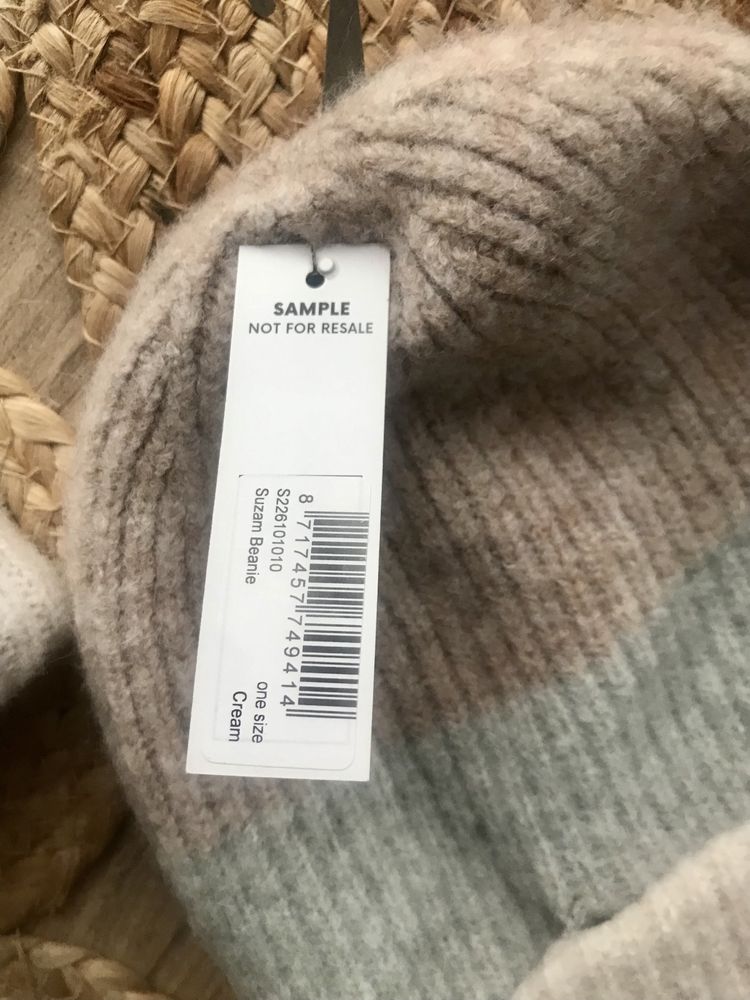 SAMPLE
NOT FOR RESALE
8 717457 749414
S226101010
Suzam Beanie
one size
Cream